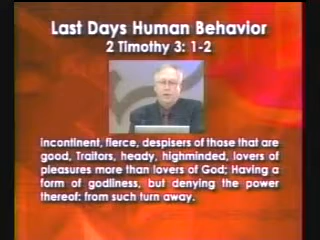 Last Days Human Behavior
2 Timothy 3: 1-2
incontinent, fierce, despisers of those that are
good, Traitors, heady, highminded, lovers of
pleasures more than lovers of God; Having a
form of godliness, but denying the power
thereof: from such turn away.